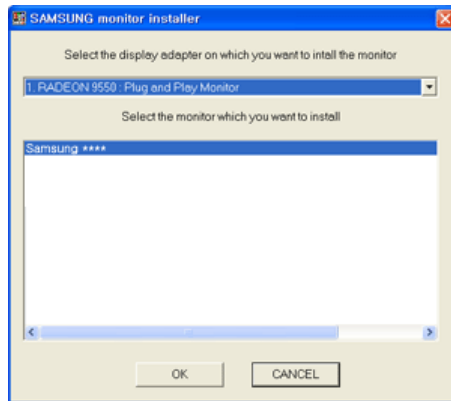 SAMSUNG monitor installer
Select the display adapter on which you want to intall the monitor
1. RADEON 9550 : Plug and Play Monitor
Select the monitor which you want to install
Samsung ****
OK
CANCEL